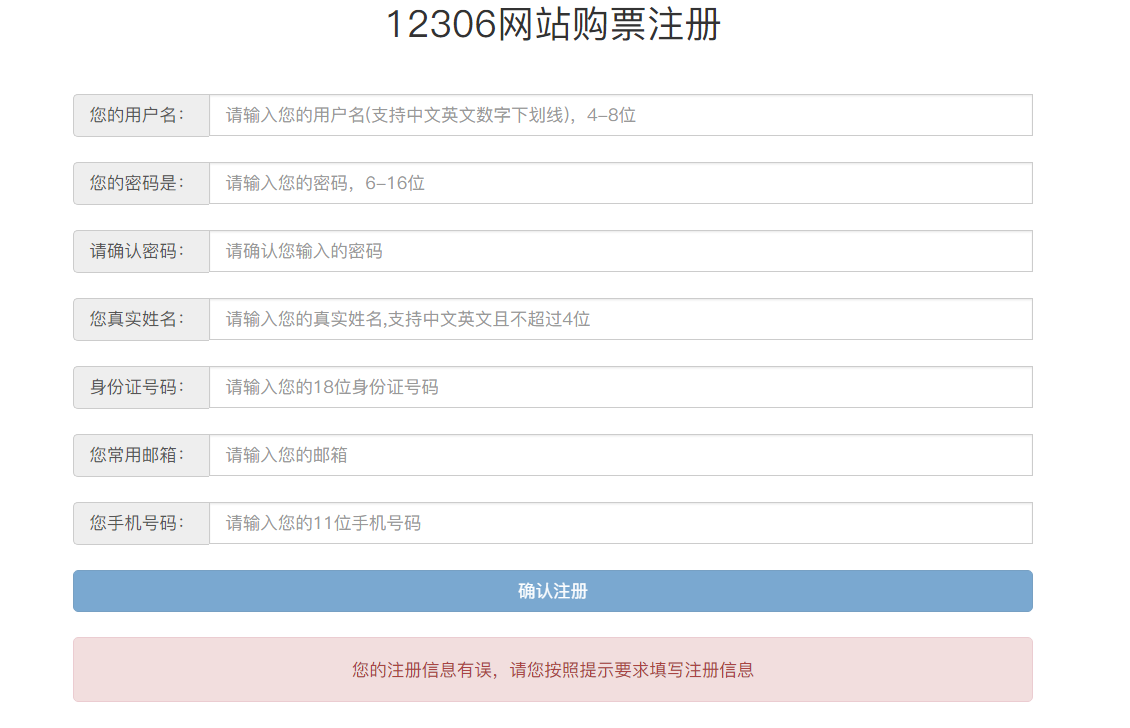 12306网站购票注册
您的用户名： 请输入您的用户名(支持中文英文数字下划线)，4-8位
您的密码是： 请输入您的密码，6-16位
请确认密码： 请确认您输入的密码
您真实姓名： 请输入您的真实姓名,支持中文英文且不超过4位
身份证号码： 请输入您的18位身份证号码
您常用邮箱： 请输入您的邮箱
您手机号码： 请输入您的11位手机号码
确认注册
您的注册信息有误，请您按照提示要求填写注册信息